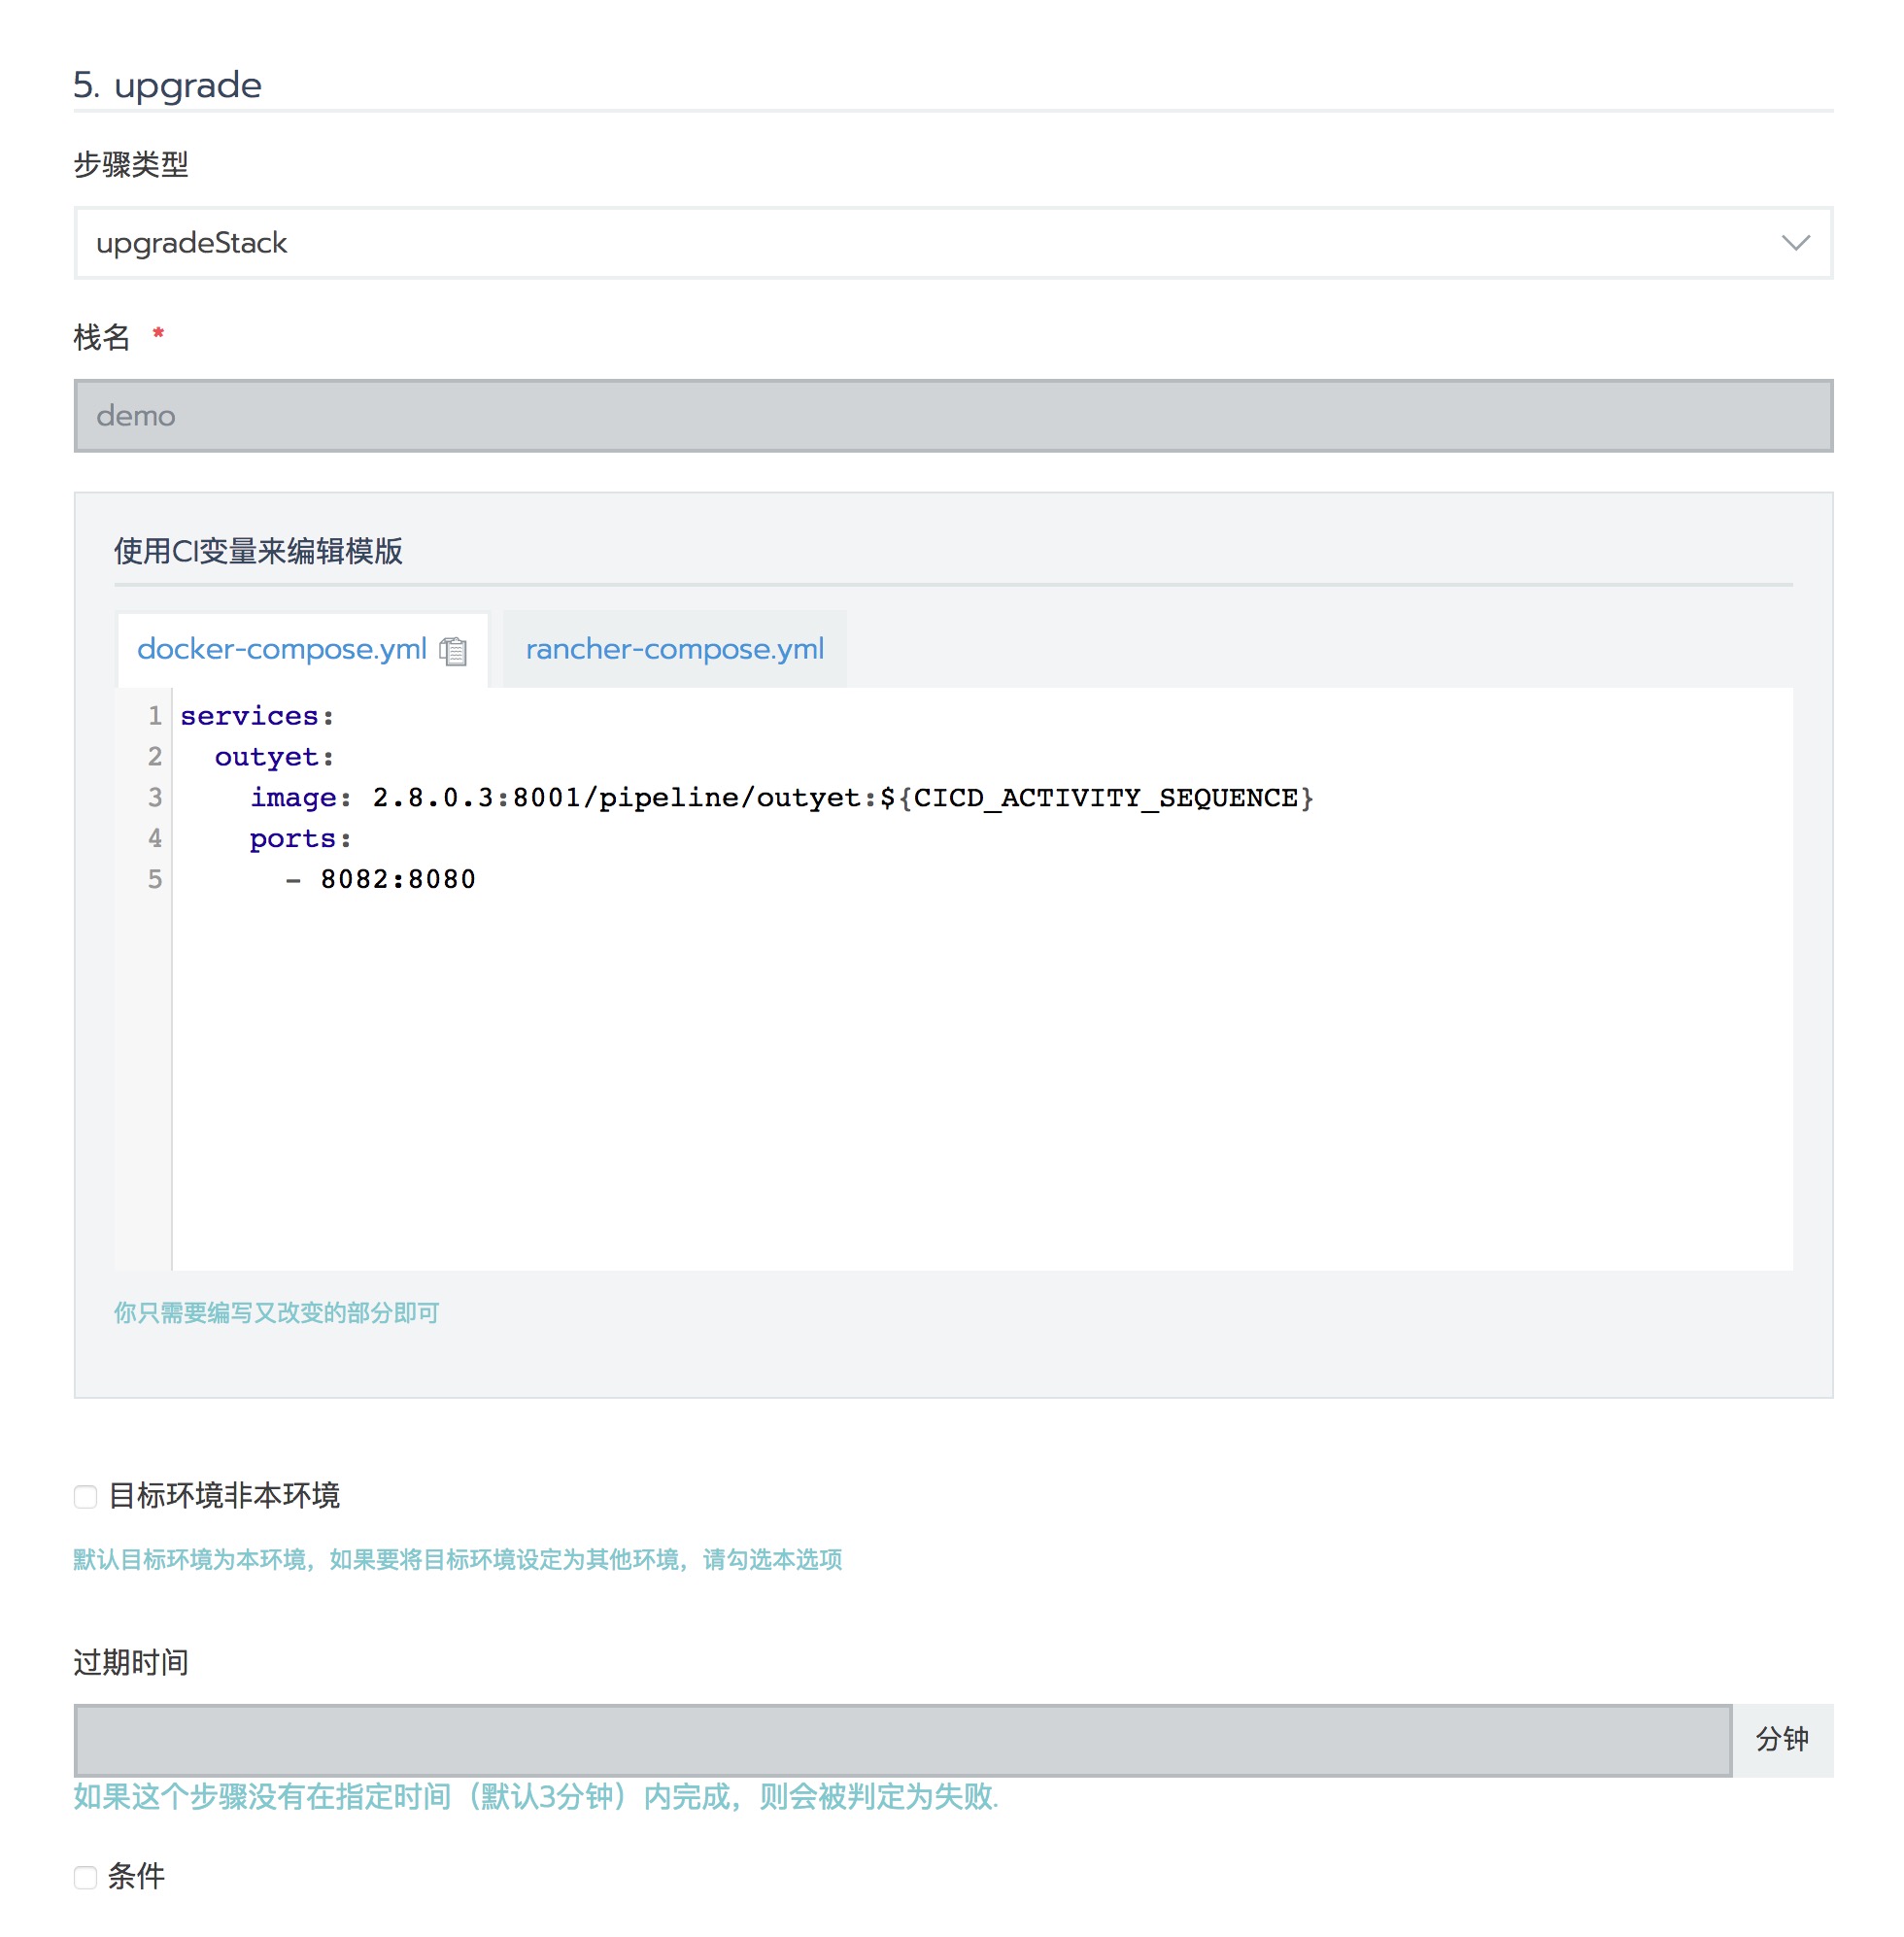 5. upgrade
步骤类型
upgradeStack
栈名 *
demo
使用CI变量来编辑模版
docker-compose.yml rancher-compose.yml
1 services:
2   outyet:
3     image: 2.8.0.3:8001/pipeline/outyet:${CICD_ACTIVITY_SEQUENCE}
4     ports:
5       - 8082:8080
你只需要编写又改变的部分即可
目标环境非本环境
默认目标环境为本环境，如果要将目标环境设定为其他环境，请勾选本选项
过期时间
分钟
如果这个步骤没有在指定时间（默认3分钟）内完成，则会被判定为失败.
条件